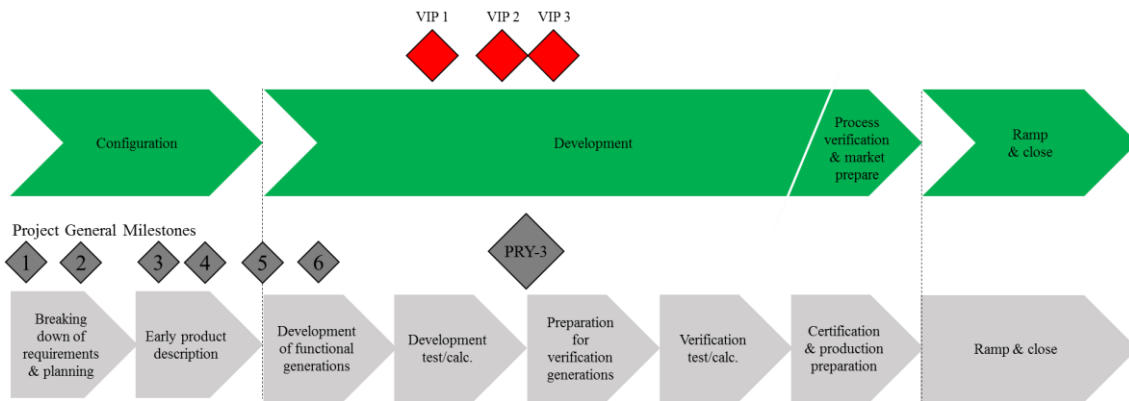 VIP 1
VIP 2
VIP 3
Configuration
Development
Process
verification
& market
prepare
Ramp
& close
Project General Milestones
1
2
3
4
5
6
PRY-3
Breaking
down of
requirements
& planning
Early product
description
Development
of functional
generations
Development
test/calc.
Preparation
for
verification
generations
Verification
test/calc.
Certification
& production
preparation
Ramp & close